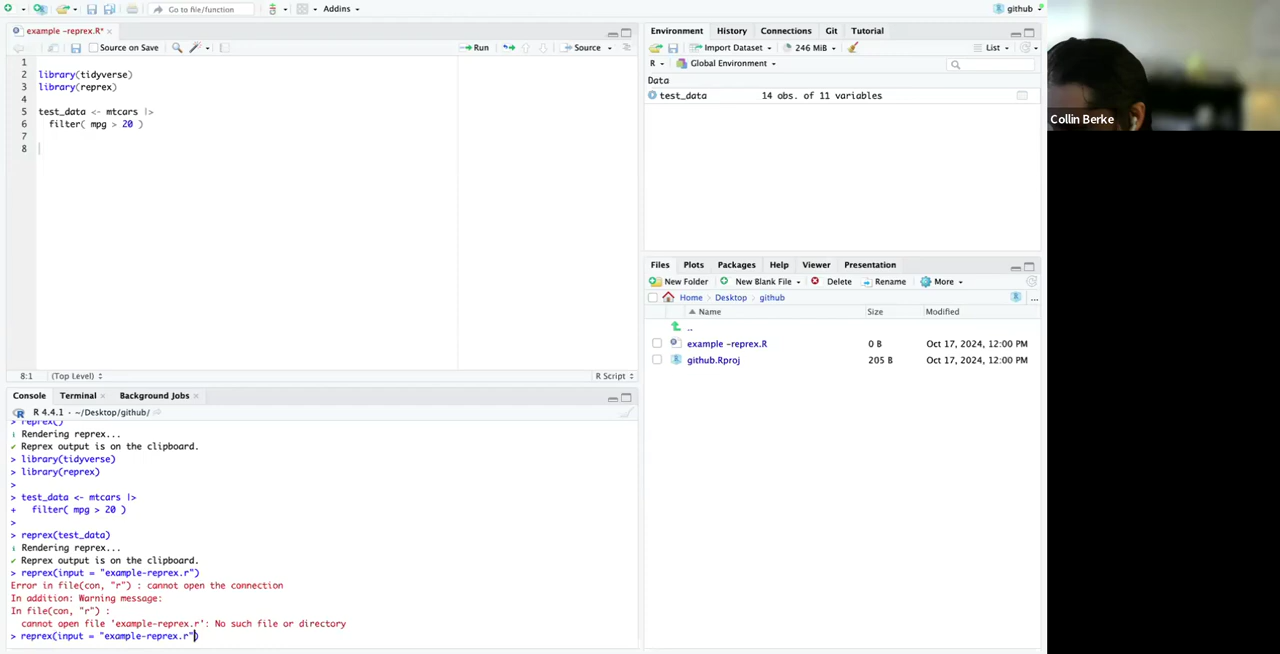 Go to file/function
Addins
github
example -reprex.R*
Source on Save
Run
Source
1
2 library(tidyverse)
3 library(reprex)
4
5 test_data <- mtcars |>
6 filter( mpg > 20 )
7
8
8:1 (Top Level) R Script
Environment History Connections Git Tutorial
Import Dataset 246 MiB List
R Global Environment
Data
test_data 14 obs. of 11 variables
Files Plots Packages Help Viewer Presentation
New Folder New Blank File Delete Rename More
Home Desktop github ...
Name Size Modified
..
example -reprex.R 0 B Oct 17, 2024, 12:00 PM
github.Rproj 205 B Oct 17, 2024, 12:00 PM
Console Terminal Background Jobs
R 4.4.1 · ~/Desktop/github/
> reprex()
i Rendering reprex...
✔ Reprex output is on the clipboard.
> library(tidyverse)
> library(reprex)
>
> test_data <- mtcars |>
+ filter( mpg > 20 )
>
> reprex(test_data)
i Rendering reprex...
✔ Reprex output is on the clipboard.
> reprex(input = "example-reprex.r")
Error in file(con, "r") : cannot open the connection
In addition: Warning message:
In file(con, "r") :
cannot open file 'example-reprex.r': No such file or directory
> reprex(input = "example-reprex.r")
Collin Berke